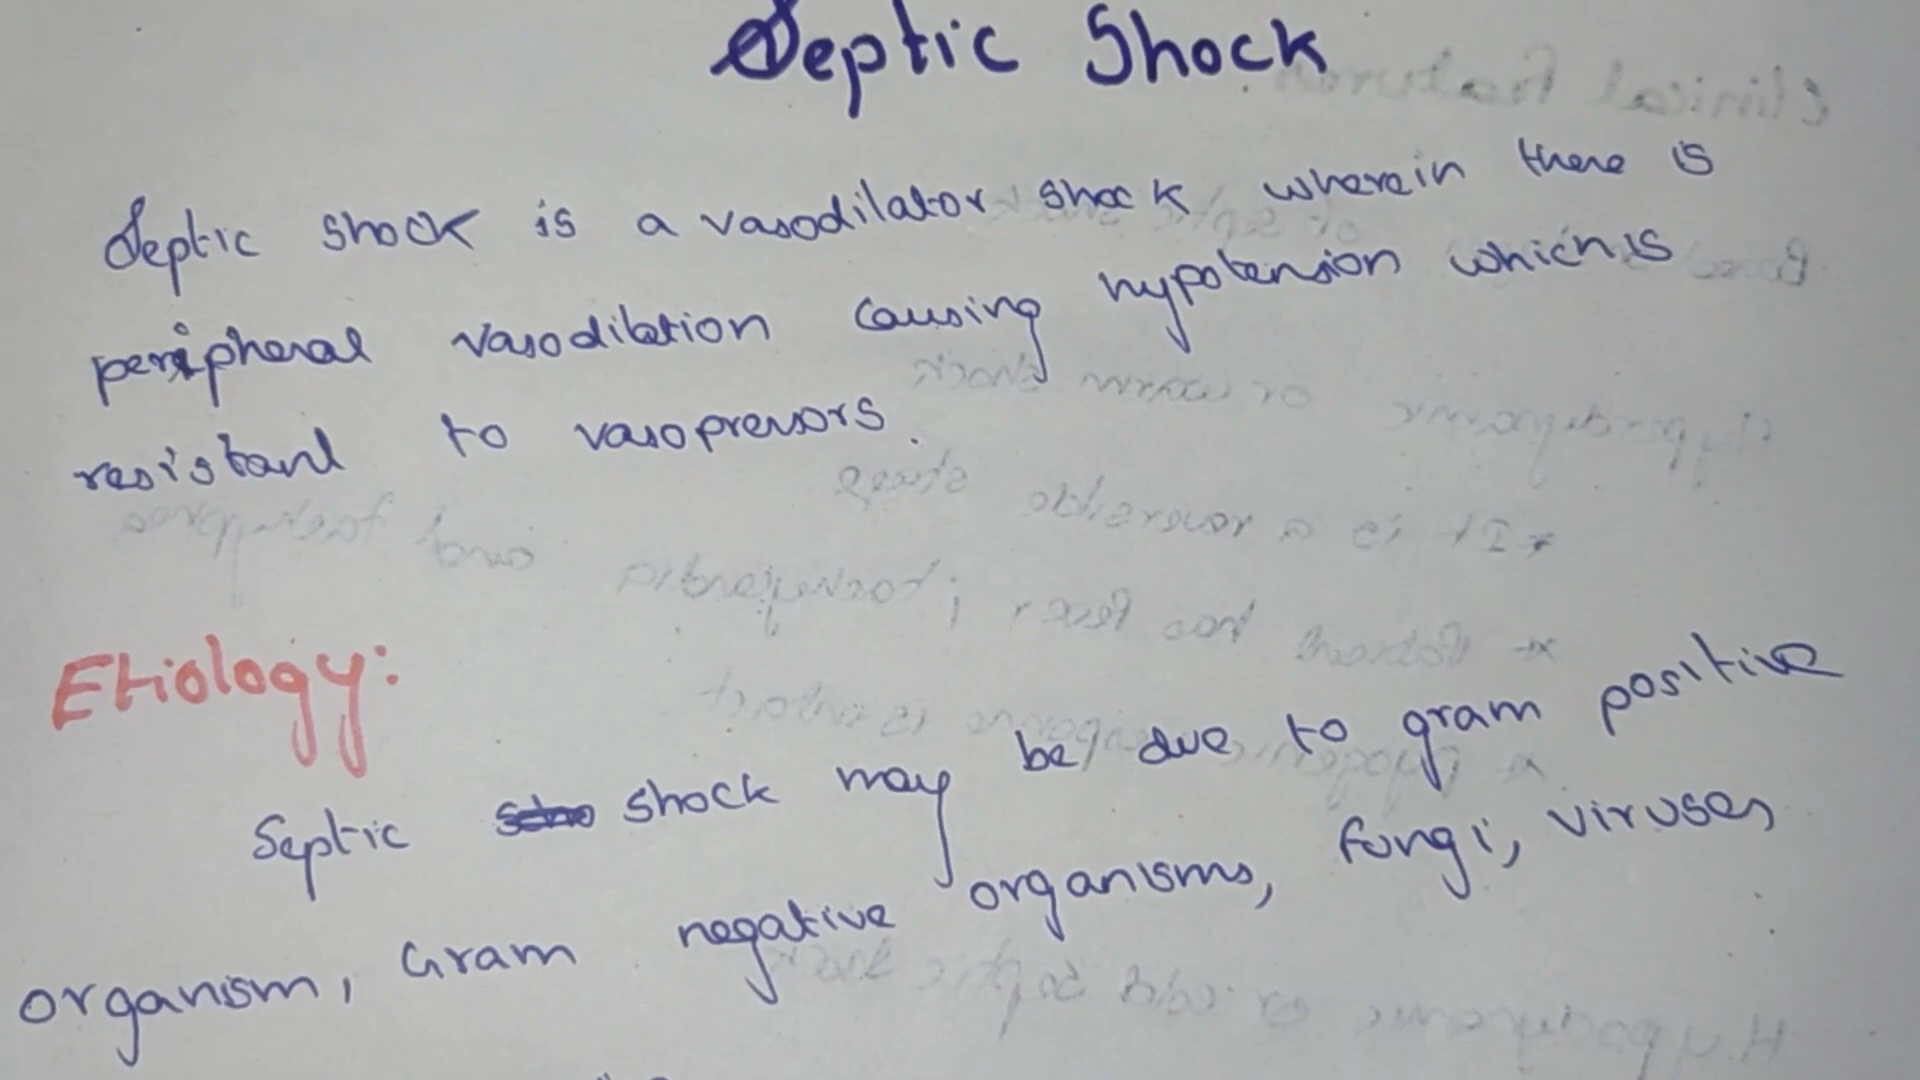 Septic Shock
Septic shock is a vasodilator shock wherein there is
peripheral vasodilation causing hypotension which is
resistant to vasopressors.
Etiology:
Septic shock may be due to gram positive
organism, Gram negative organisms, fungi, viruses,